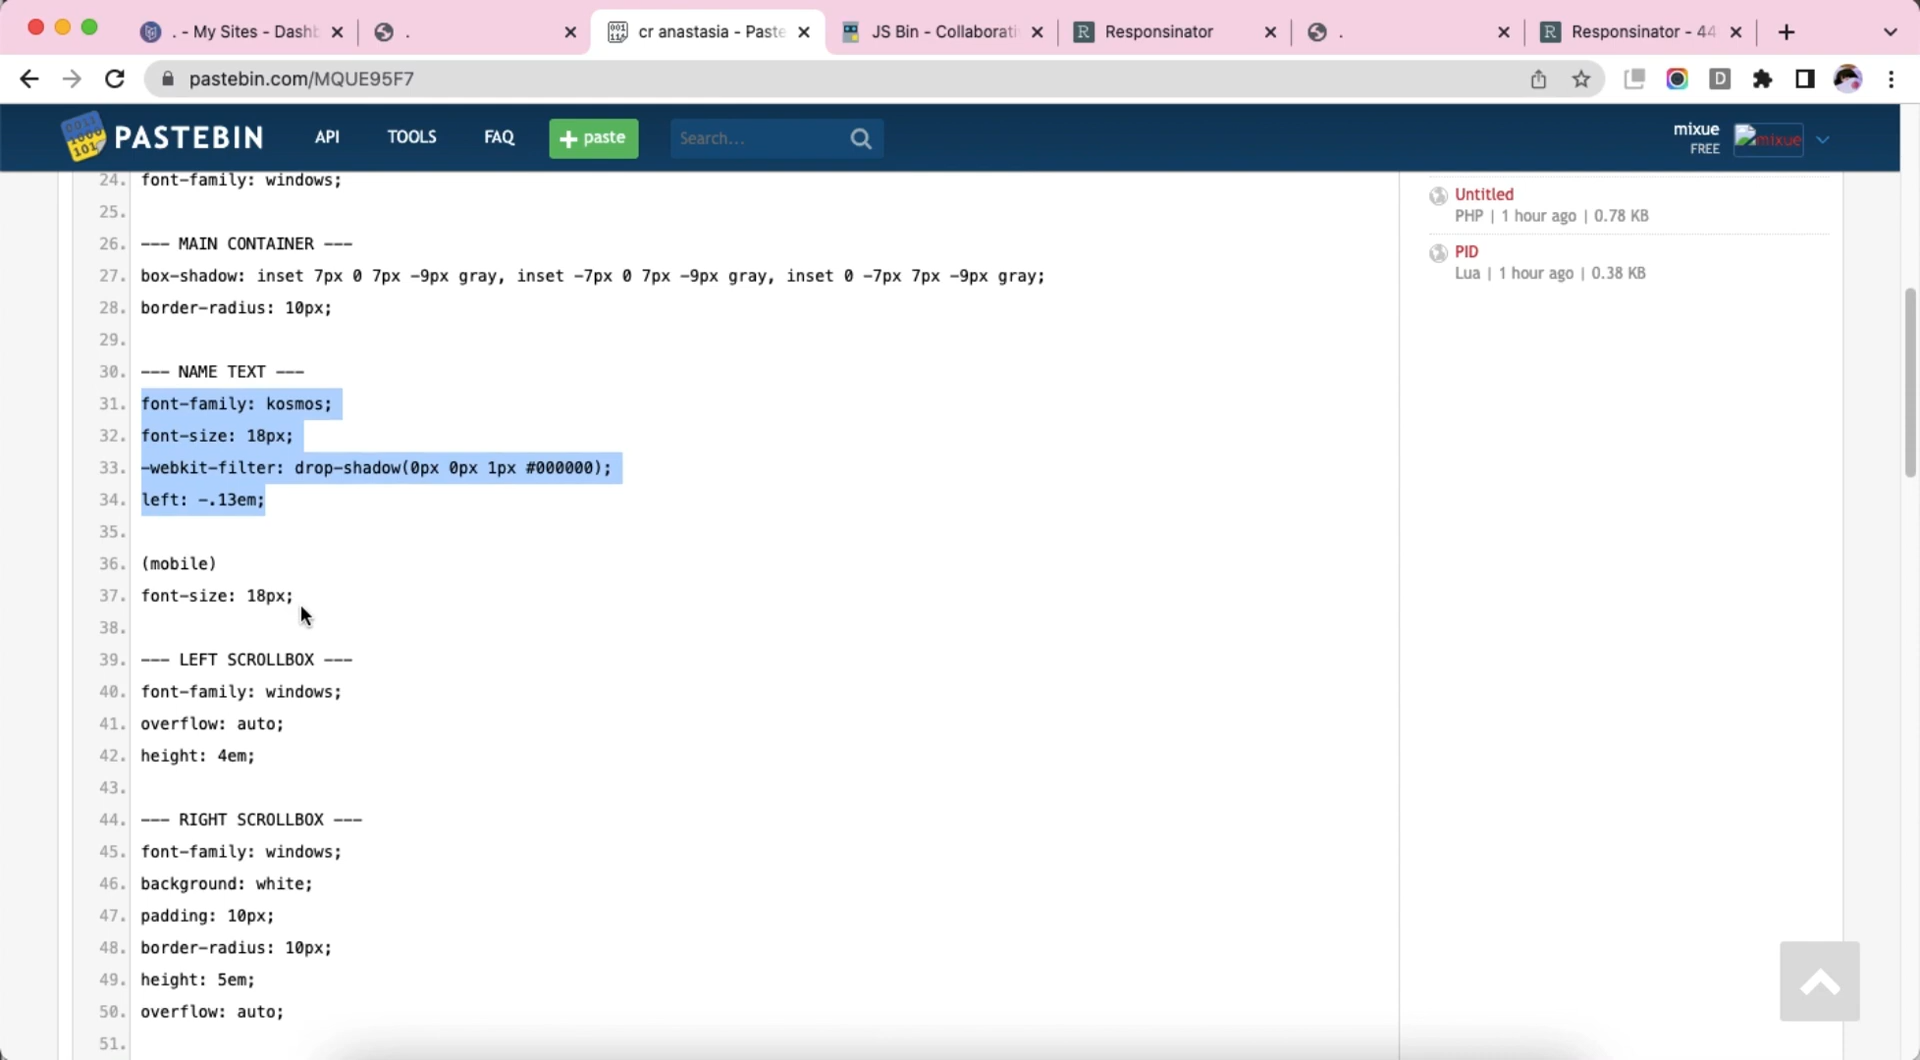 . - My Sites - Dashb
.
cr anastasia - Paste
JS Bin - Collaborati
Responsinator
.
Responsinator - 44
pastebin.com/MQUE95F7
PASTEBIN
API
TOOLS
FAQ
+ paste
Search...
mixue
FREE
mixue
24. font-family: windows;
25.
26. --- MAIN CONTAINER ---
27. box-shadow: inset 7px 0 7px -9px gray, inset -7px 0 7px -9px gray, inset 0 -7px 7px -9px gray;
28. border-radius: 10px;
29.
30. --- NAME TEXT ---
31. font-family: kosmos;
32. font-size: 18px;
33. -webkit-filter: drop-shadow(0px 0px 1px #000000);
34. left: -.13em;
35.
36. (mobile)
37. font-size: 18px;
38.
39. --- LEFT SCROLLBOX ---
40. font-family: windows;
41. overflow: auto;
42. height: 4em;
43.
44. --- RIGHT SCROLLBOX ---
45. font-family: windows;
46. background: white;
47. padding: 10px;
48. border-radius: 10px;
49. height: 5em;
50. overflow: auto;
51.
Untitled
PHP | 1 hour ago | 0.78 KB
PID
Lua | 1 hour ago | 0.38 KB